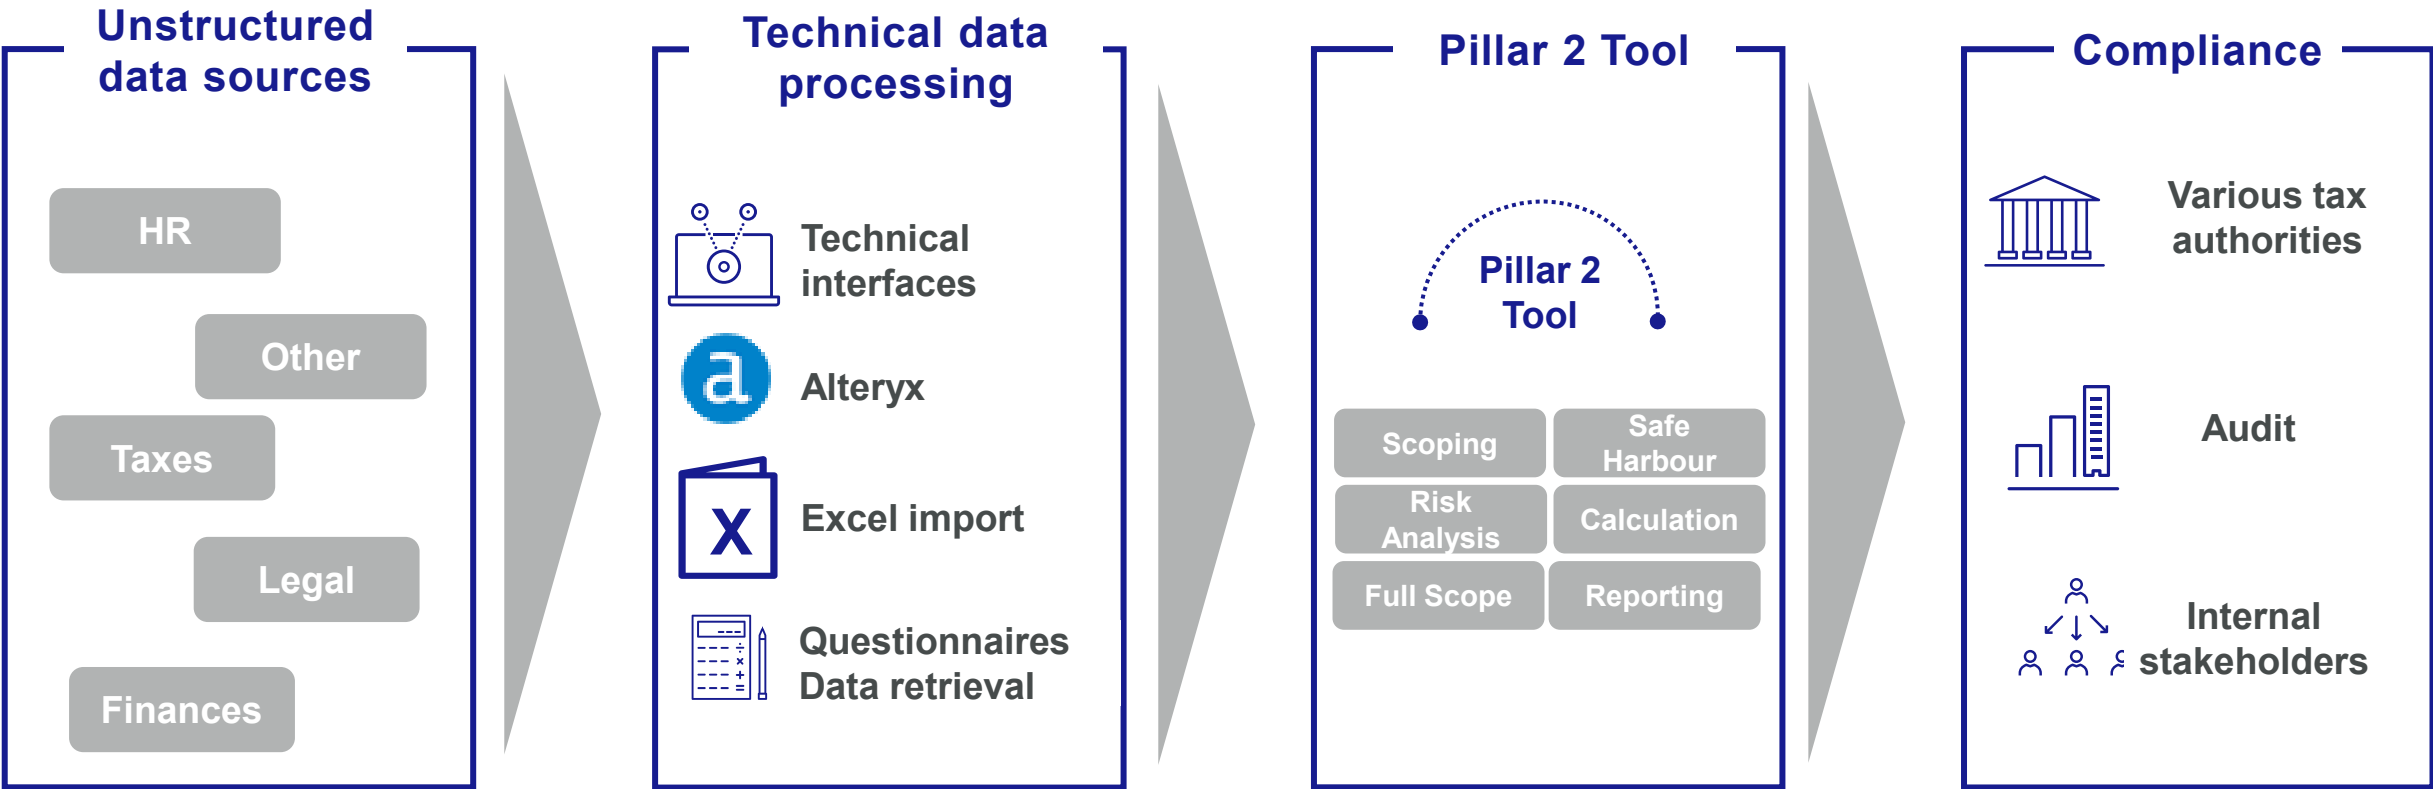 Unstructured
data sources
HR
Other
Taxes
Legal
Finances
Technical data
processing
Technical
interfaces
a
Alteryx
X
Excel import
Questionnaires
Data retrieval
Pillar 2 Tool
Pillar 2
Tool
Scoping
Safe
Harbour
Risk
Analysis
Calculation
Full Scope
Reporting
Compliance
Various tax
authorities
Audit
Internal
stakeholders